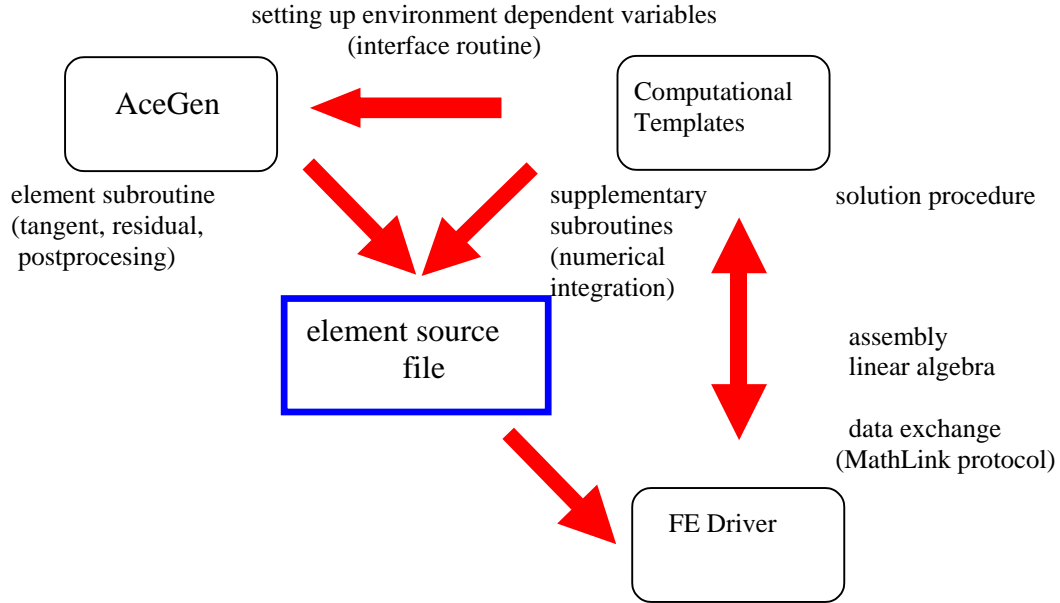 setting up environment dependent variables
(interface routine)
AceGen
Computational
Templates
element subroutine
(tangent, residual,
postprocesing)
supplementary
subroutines
(numerical
integration)
solution procedure
element source
file
assembly
linear algebra
data exchange
(MathLink protocol)
FE Driver